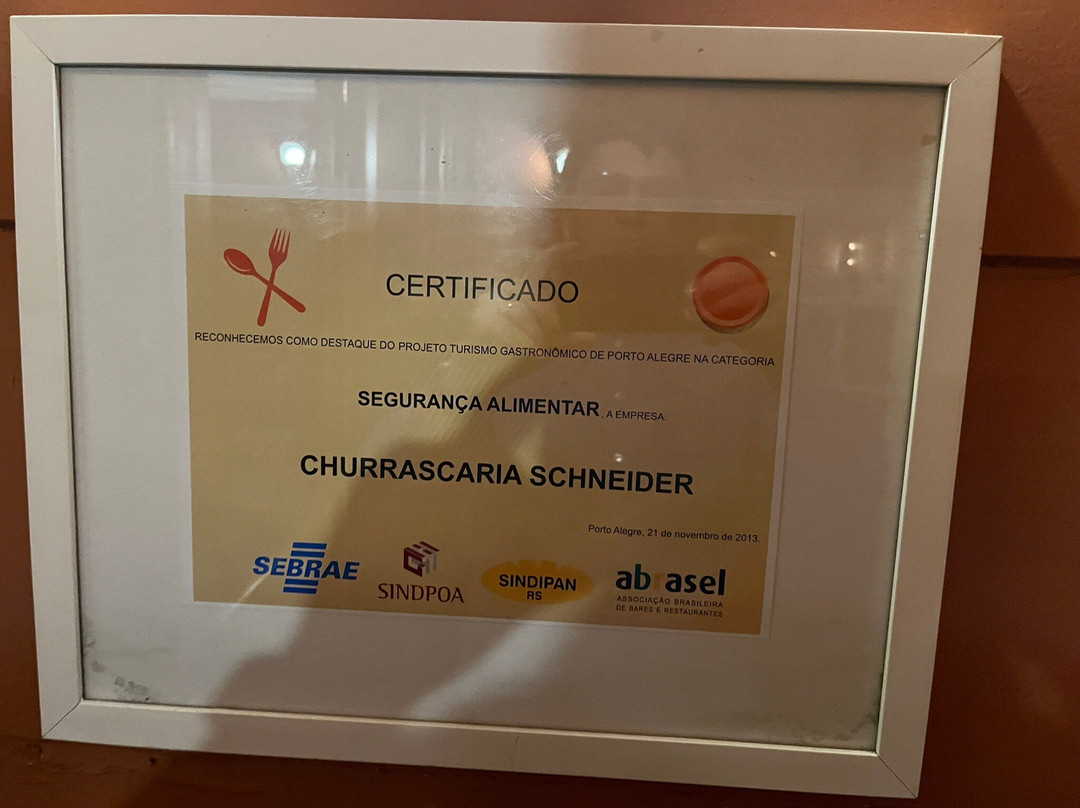 CERTIFICADO
RECONHECEMOS COMO DESTAQUE DO PROJETO TURISMO GASTRONÔMICO DE PORTO ALEGRE NA CATEGORIA
SEGURANÇA ALIMENTAR, A EMPRESA:
CHURRASCARIA SCHNEIDER
Porto Alegre, 21 de novembro de 2013.
SEBRAE
SINDPOA
SINDIPAN
RS
abrasel
ASSOCIAÇÃO BRASILEIRA
DE BARES E RESTAURANTES